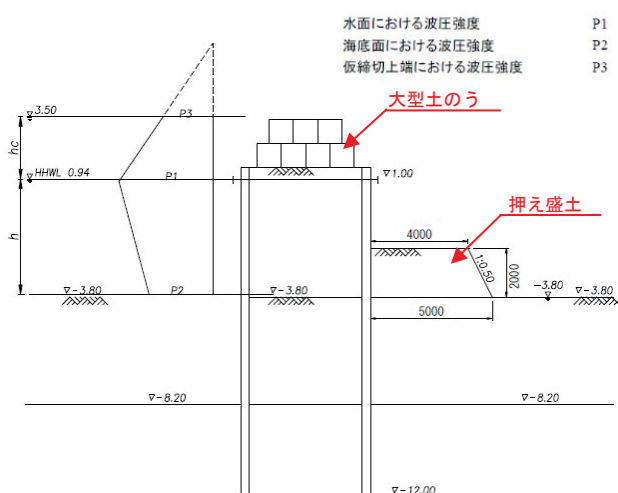 水面における波圧強度 P1
海底面における波圧強度 P2
仮締切上端における波圧強度 P3
大型土のう
3.50
P3
hc
HHWL 0.94
P1
1.00
押え盛土
4000
h
1:0.50
2000
-3.80
P2
-3.80
-3.80
-3.80
5000
-8.20
-8.20
-12.00